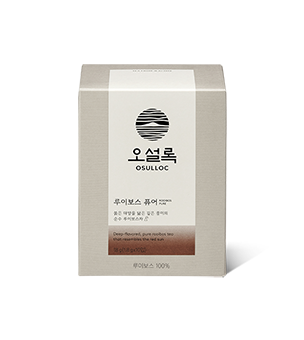 오설록
OSULLOC
루이보스 퓨어 ROOIBOS PURE
붉은 태양을 닮은 깊은 풍미의
순수 루이보스차
Deep-flavored, pure rooibos tea
that resembles the red sun
루이보스 100%